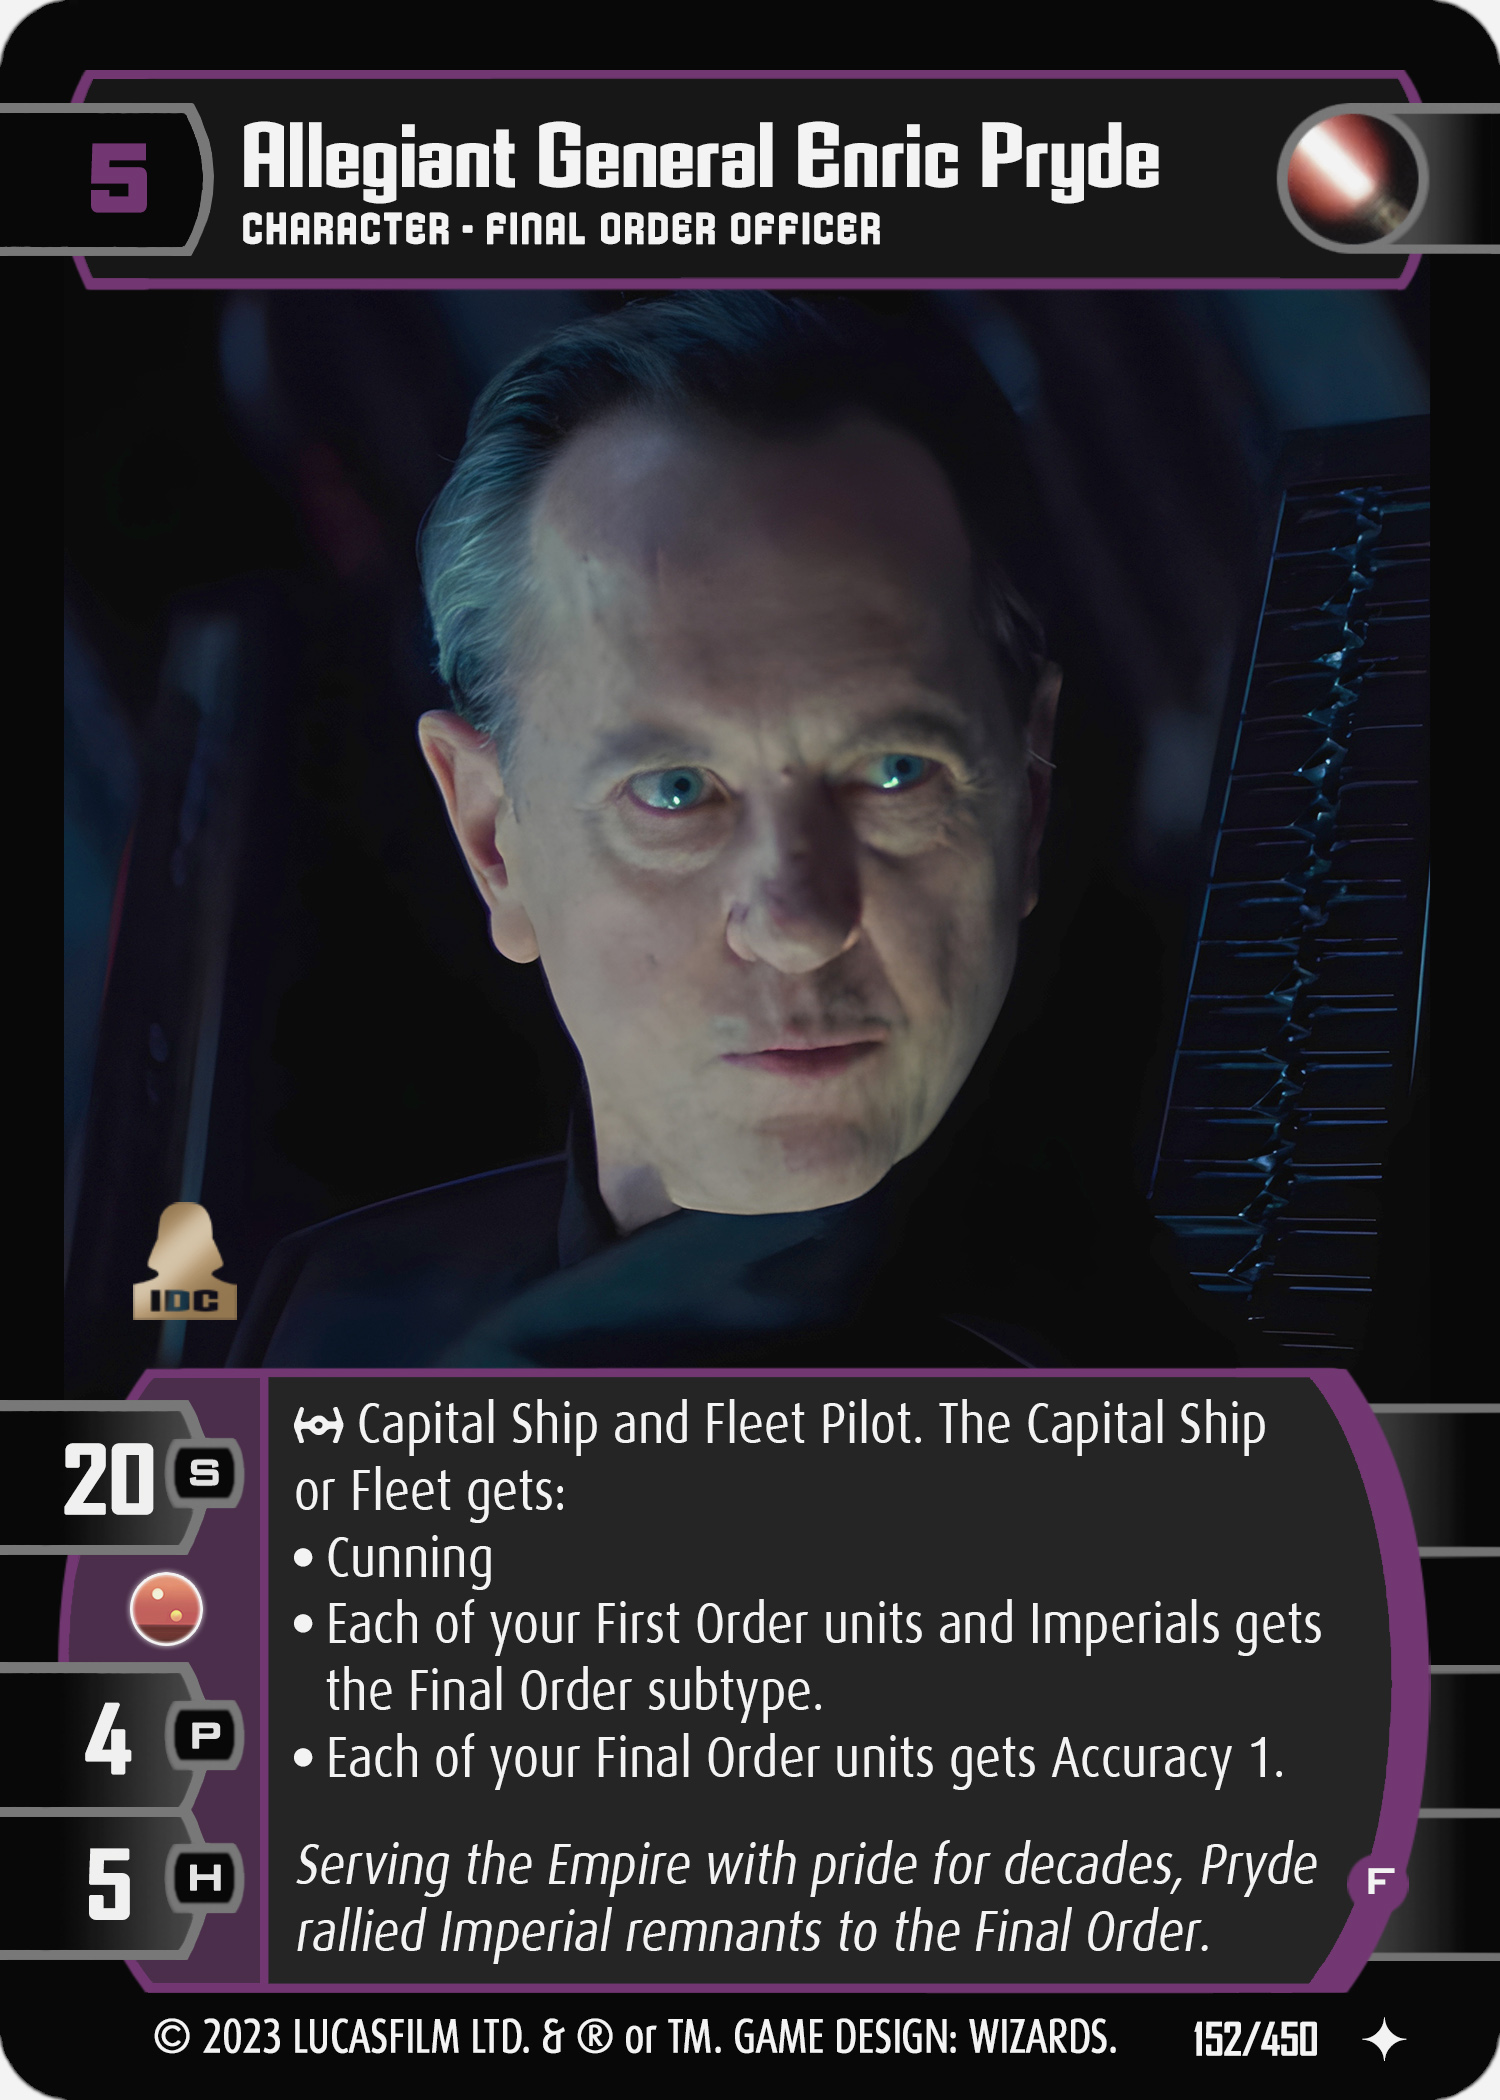 5
Allegiant General Enric Pryde
CHARACTER - FINAL ORDER OFFICER
IDC
20 S
4 P
5 H
Capital Ship and Fleet Pilot. The Capital Ship
or Fleet gets:
• Cunning
• Each of your First Order units and Imperials gets
the Final Order subtype.
• Each of your Final Order units gets Accuracy 1.
Serving the Empire with pride for decades, Pryde
rallied Imperial remnants to the Final Order.
F
© 2023 LUCASFILM LTD. & ® or TM. GAME DESIGN: WIZARDS. 152/450